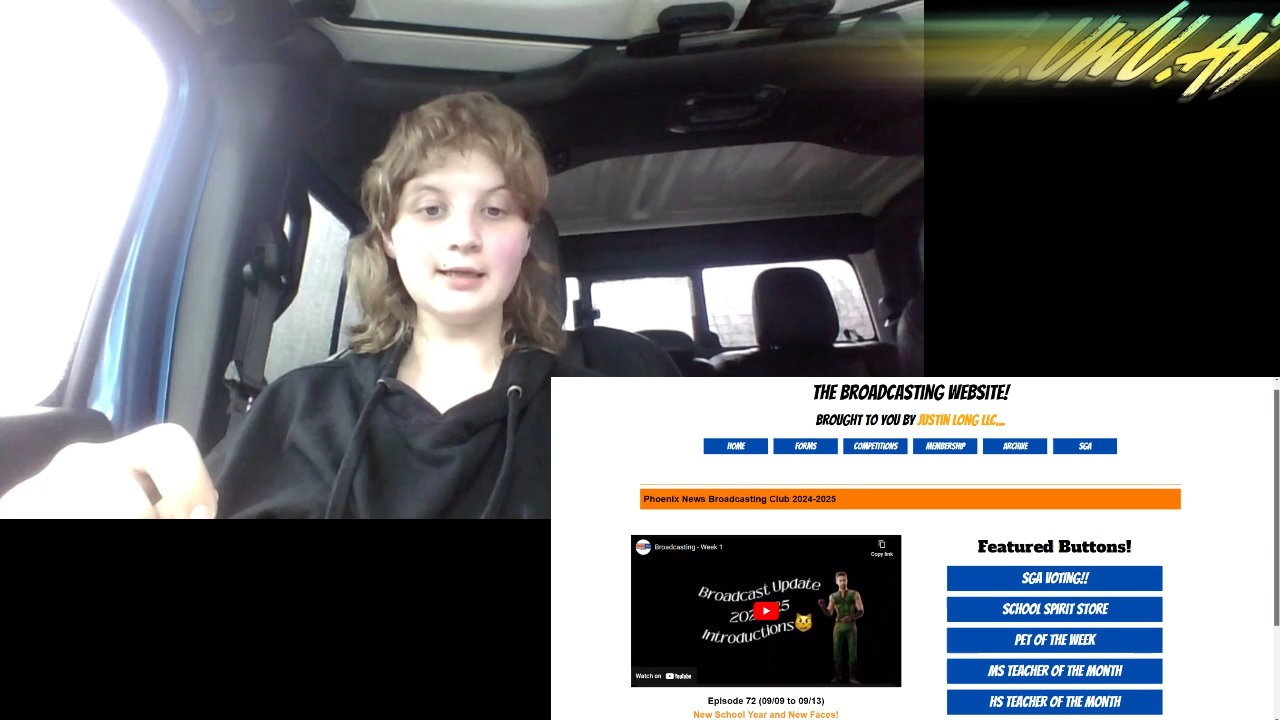 THE BROADCASTING WEBSITE!
BROUGHT TO YOU BY JUSTIN LONG LLC...
HOME FORMS COMPETITIONS MEMBERSHIP ARCHIVE SGA
Phoenix News Broadcasting Club 2024-2025
Broadcasting - Week 1
Copy link
Broadcast Update
Introductions😼
Watch on YouTube
Episode 72 (09/09 to 09/13)
New School Year and New Faces!
Featured Buttons!
SGA VOTING!!
SCHOOL SPIRIT STORE
PET OF THE WEEK
MS TEACHER OF THE MONTH
HS TEACHER OF THE MONTH